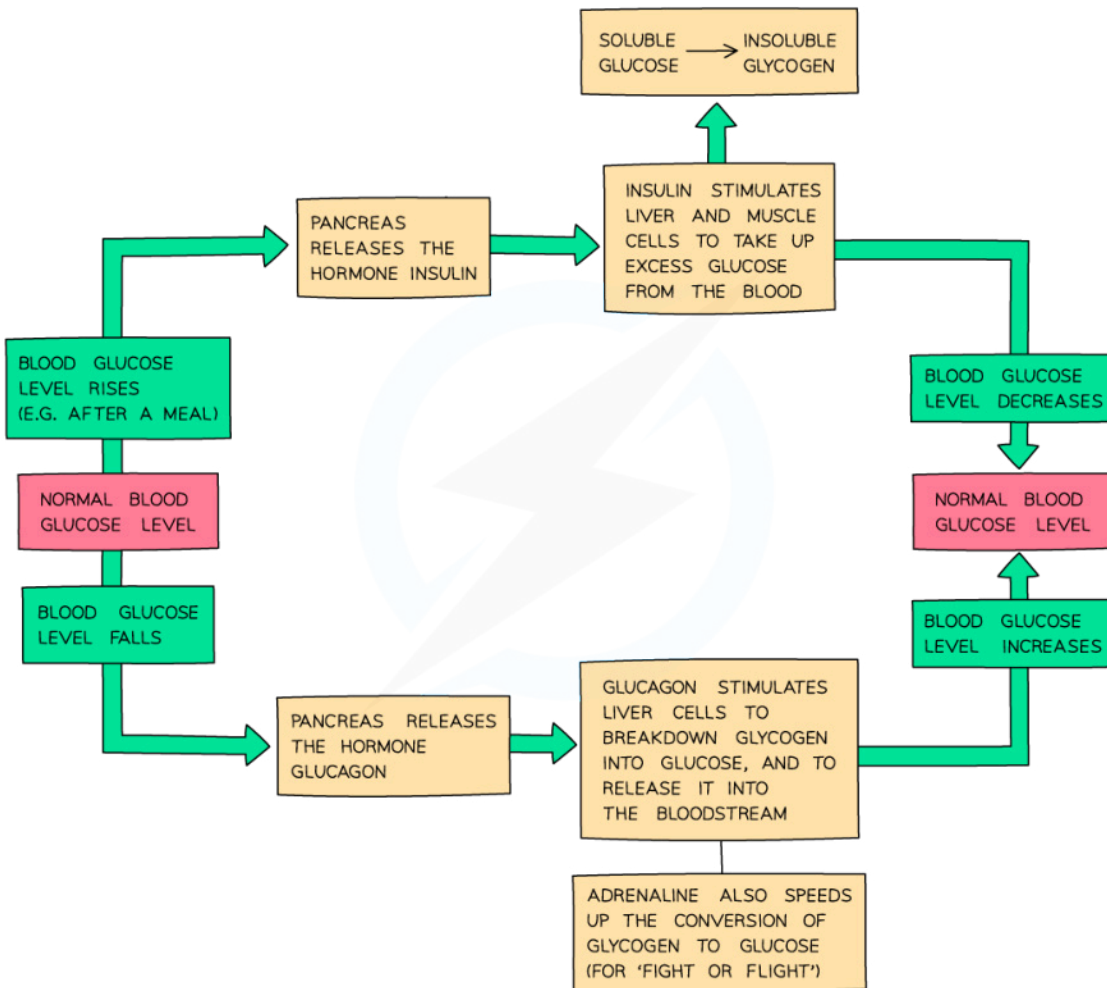 SOLUBLE → INSOLUBLE
GLUCOSE GLYCOGEN
PANCREAS
RELEASES THE
HORMONE INSULIN
INSULIN STIMULATES
LIVER AND MUSCLE
CELLS TO TAKE UP
EXCESS GLUCOSE
FROM THE BLOOD
BLOOD GLUCOSE
LEVEL RISES
(E.G. AFTER A MEAL)
BLOOD GLUCOSE
LEVEL DECREASES
NORMAL BLOOD
GLUCOSE LEVEL
NORMAL BLOOD
GLUCOSE LEVEL
BLOOD GLUCOSE
LEVEL FALLS
BLOOD GLUCOSE
LEVEL INCREASES
PANCREAS RELEASES
THE HORMONE
GLUCAGON
GLUCAGON STIMULATES
LIVER CELLS TO
BREAKDOWN GLYCOGEN
INTO GLUCOSE, AND TO
RELEASE IT INTO
THE BLOODSTREAM
ADRENALINE ALSO SPEEDS
UP THE CONVERSION OF
GLYCOGEN TO GLUCOSE
(FOR 'FIGHT OR FLIGHT')